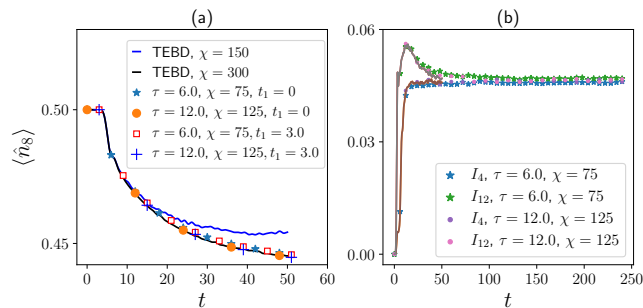 (a)
0.50
0.45
⟨n̂₈⟩
TEBD, χ = 150
TEBD, χ = 300
τ = 6.0, χ = 75, t₁ = 0
τ = 12.0, χ = 125, t₁ = 0
τ = 6.0, χ = 75, t₁ = 3.0
τ = 12.0, χ = 125, t₁ = 3.0
0 10 20 30 40 50 60
t
(b)
0.06
0.03
0.00
I₄, τ = 6.0, χ = 75
I₁₂, τ = 6.0, χ = 75
I₄, τ = 12.0, χ = 125
I₁₂, τ = 12.0, χ = 125
0 50 100 150 200 250
t